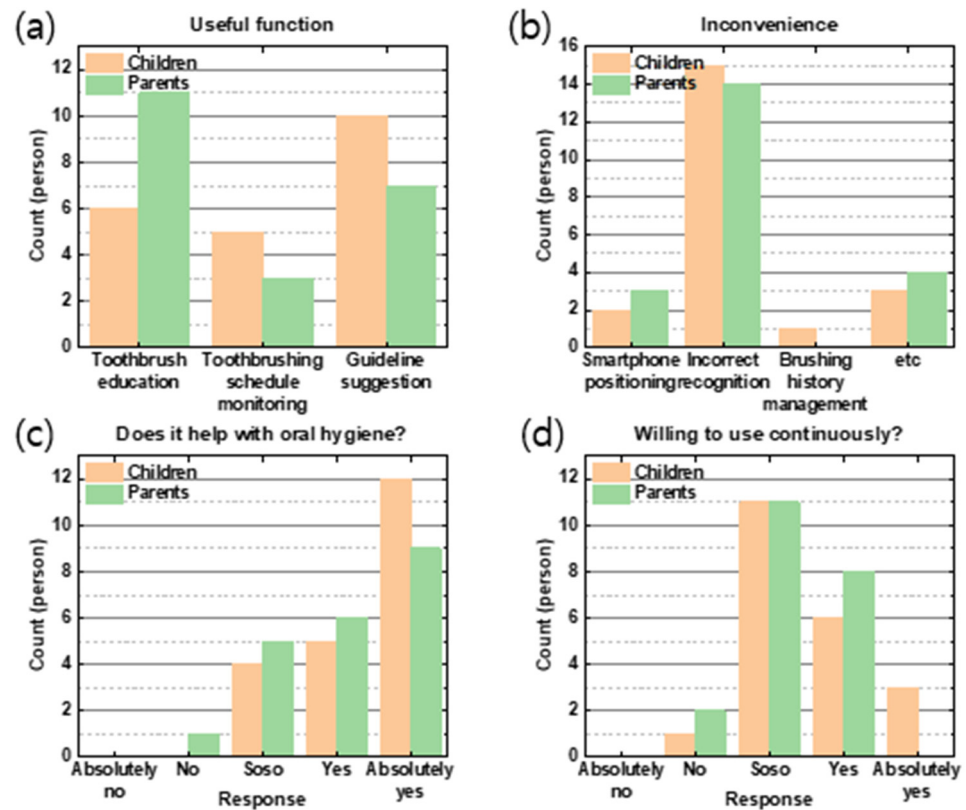 (a)
Useful function
Children
Parents
Count (person)
12
10
8
6
4
2
0
Toothbrush education
Toothbrushing schedule monitoring
Guideline suggestion
(b)
Inconvenience
Children
Parents
Count (person)
16
14
12
10
8
6
4
2
0
Smartphone positioning
Incorrect recognition
Brushing history management
etc
(c)
Does it help with oral hygiene?
Children
Parents
Count (person)
12
10
8
6
4
2
0
Absolutely no
No
Soso
Yes
Absolutely yes
Response
(d)
Willing to use continuously?
Children
Parents
Count (person)
12
10
8
6
4
2
0
Absolutely no
No
Soso
Yes
Absolutely yes
Response